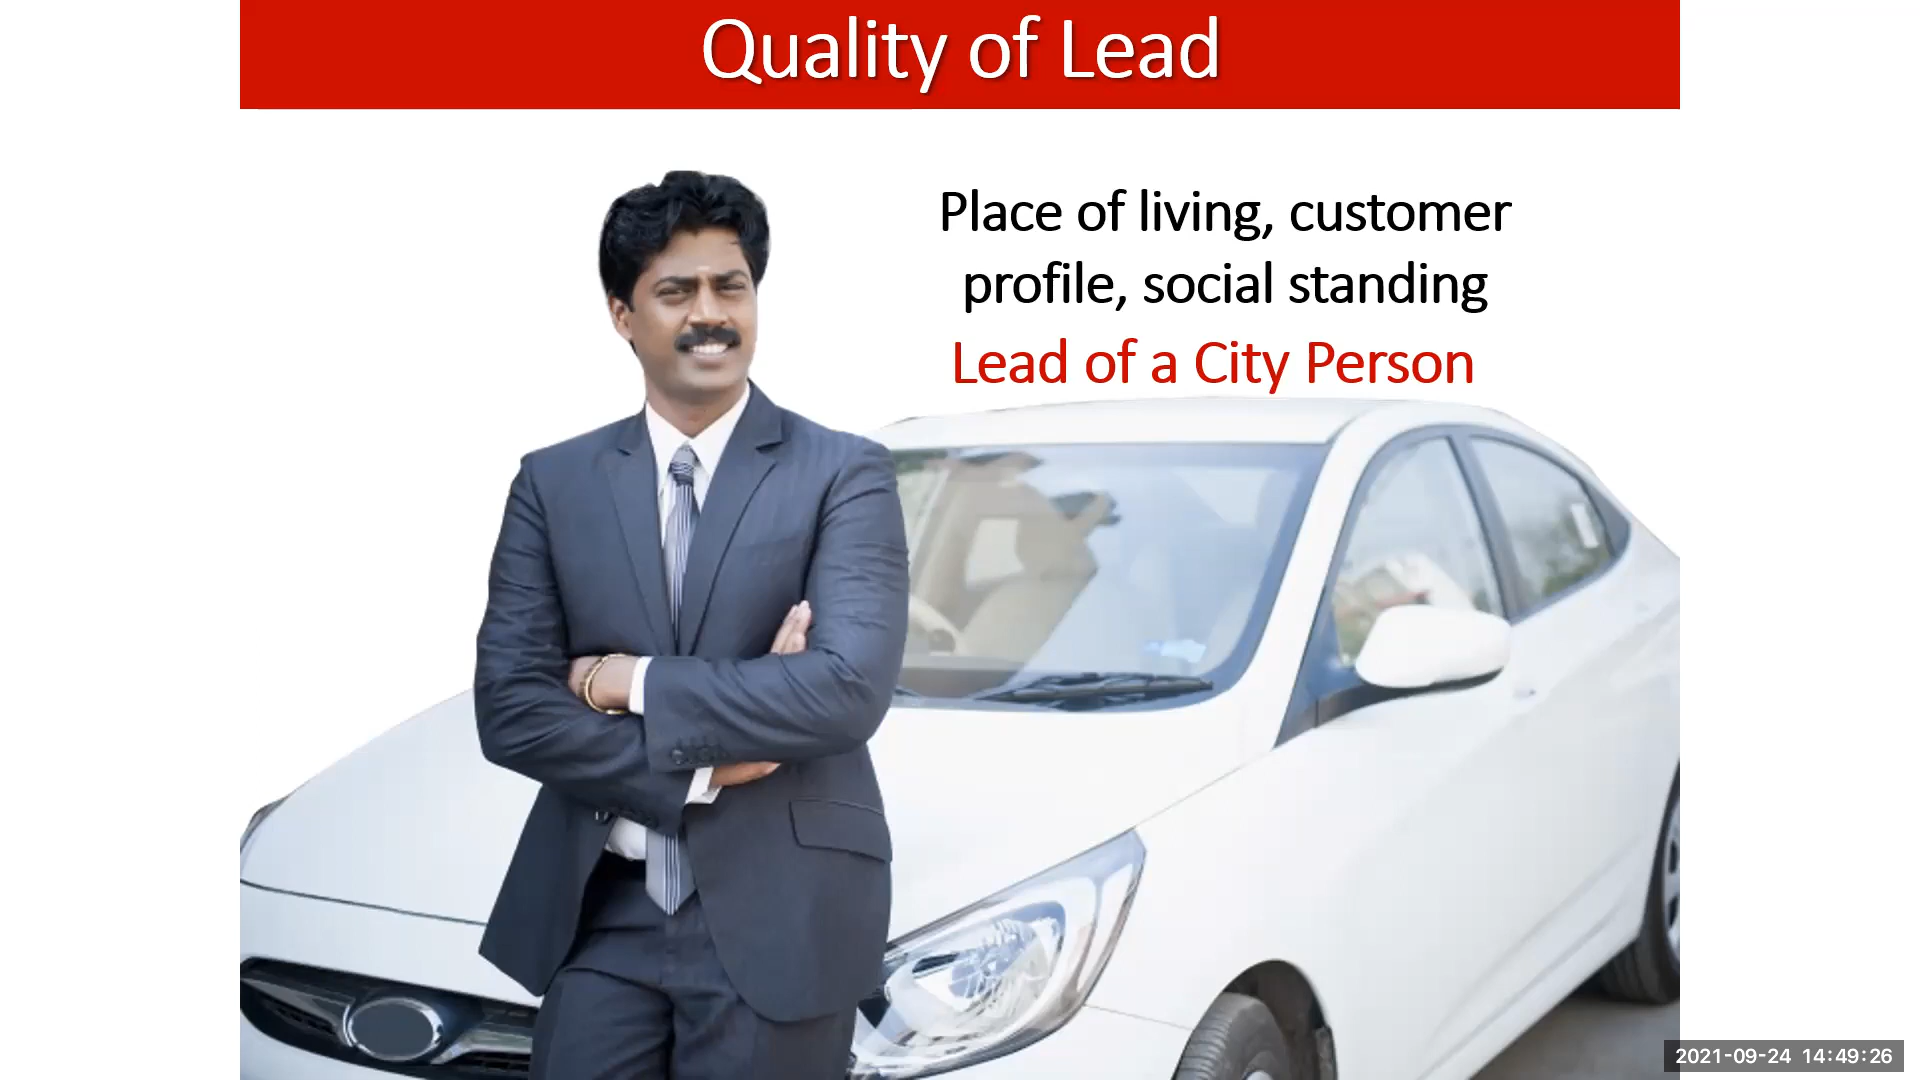 Quality of Lead
Place of living, customer
profile, social standing
Lead of a City Person
2021-09-24 14:49:26